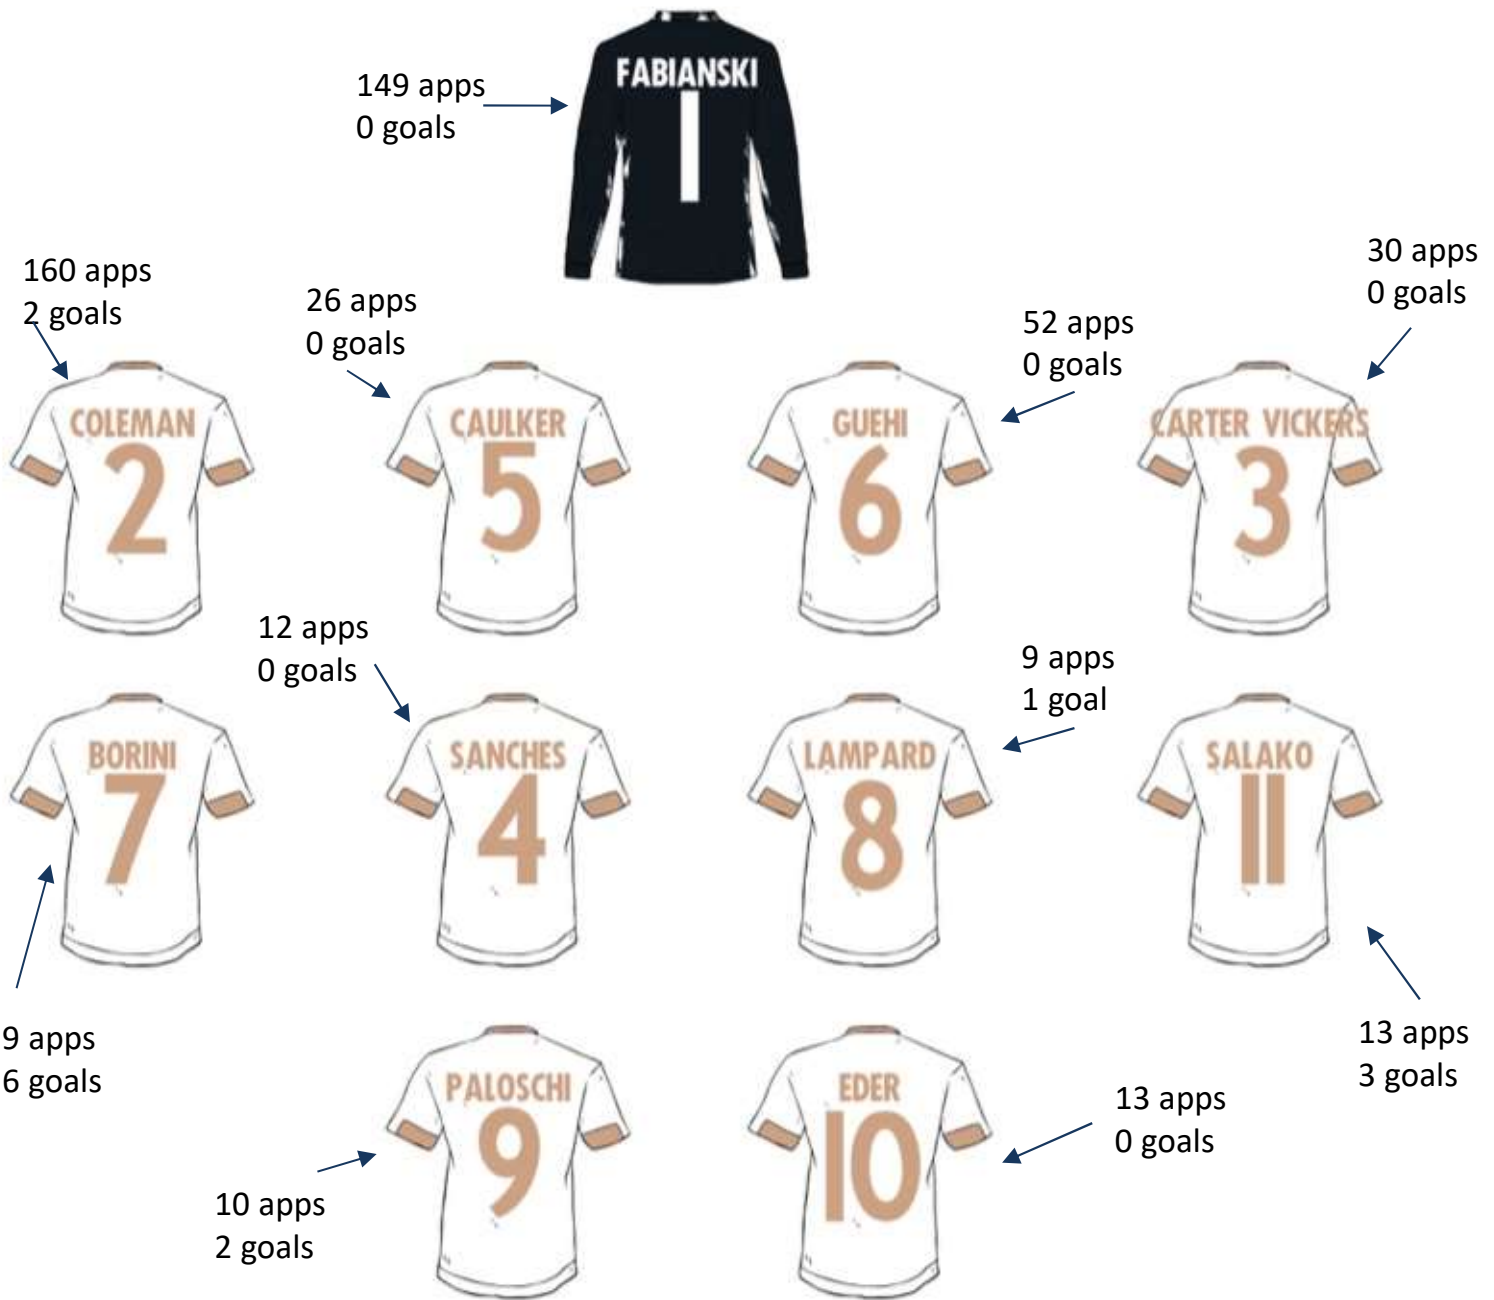 149 apps
0 goals
FABIANSKI
1
160 apps
2 goals
26 apps
0 goals
52 apps
0 goals
30 apps
0 goals
COLEMAN
2
CAULKER
5
GUEHI
6
CARTER VICKERS
3
12 apps
0 goals
9 apps
1 goal
BORINI
7
SANCHES
4
LAMPARD
8
SALAKO
11
9 apps
6 goals
13 apps
3 goals
PALOSCHI
9
EDER
10
13 apps
0 goals
10 apps
2 goals